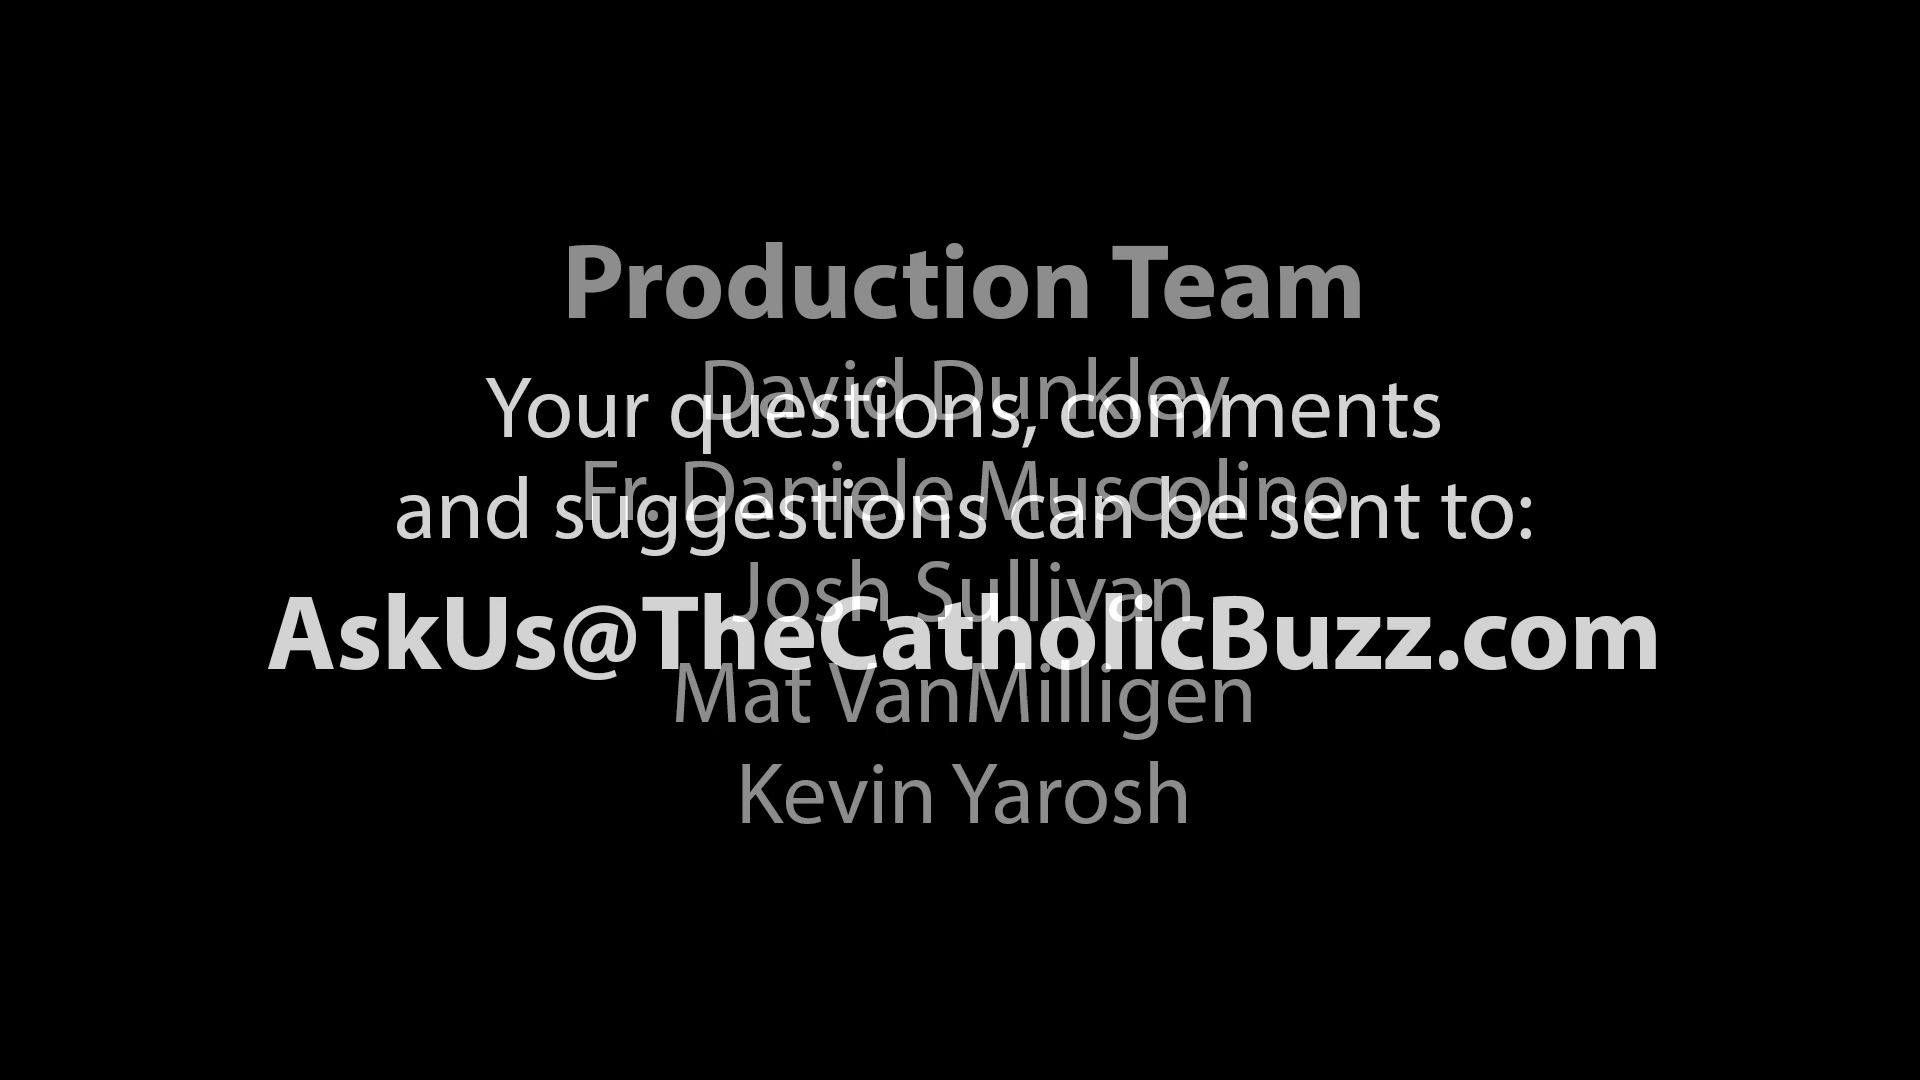 Production Team
David Dunkley
Your questions, comments
Fr. Daniele Muscolino
and suggestions can be sent to:
Josh Sullivan
AskUs@TheCatholicBuzz.com
Mat VanMilligen
Kevin Yarosh